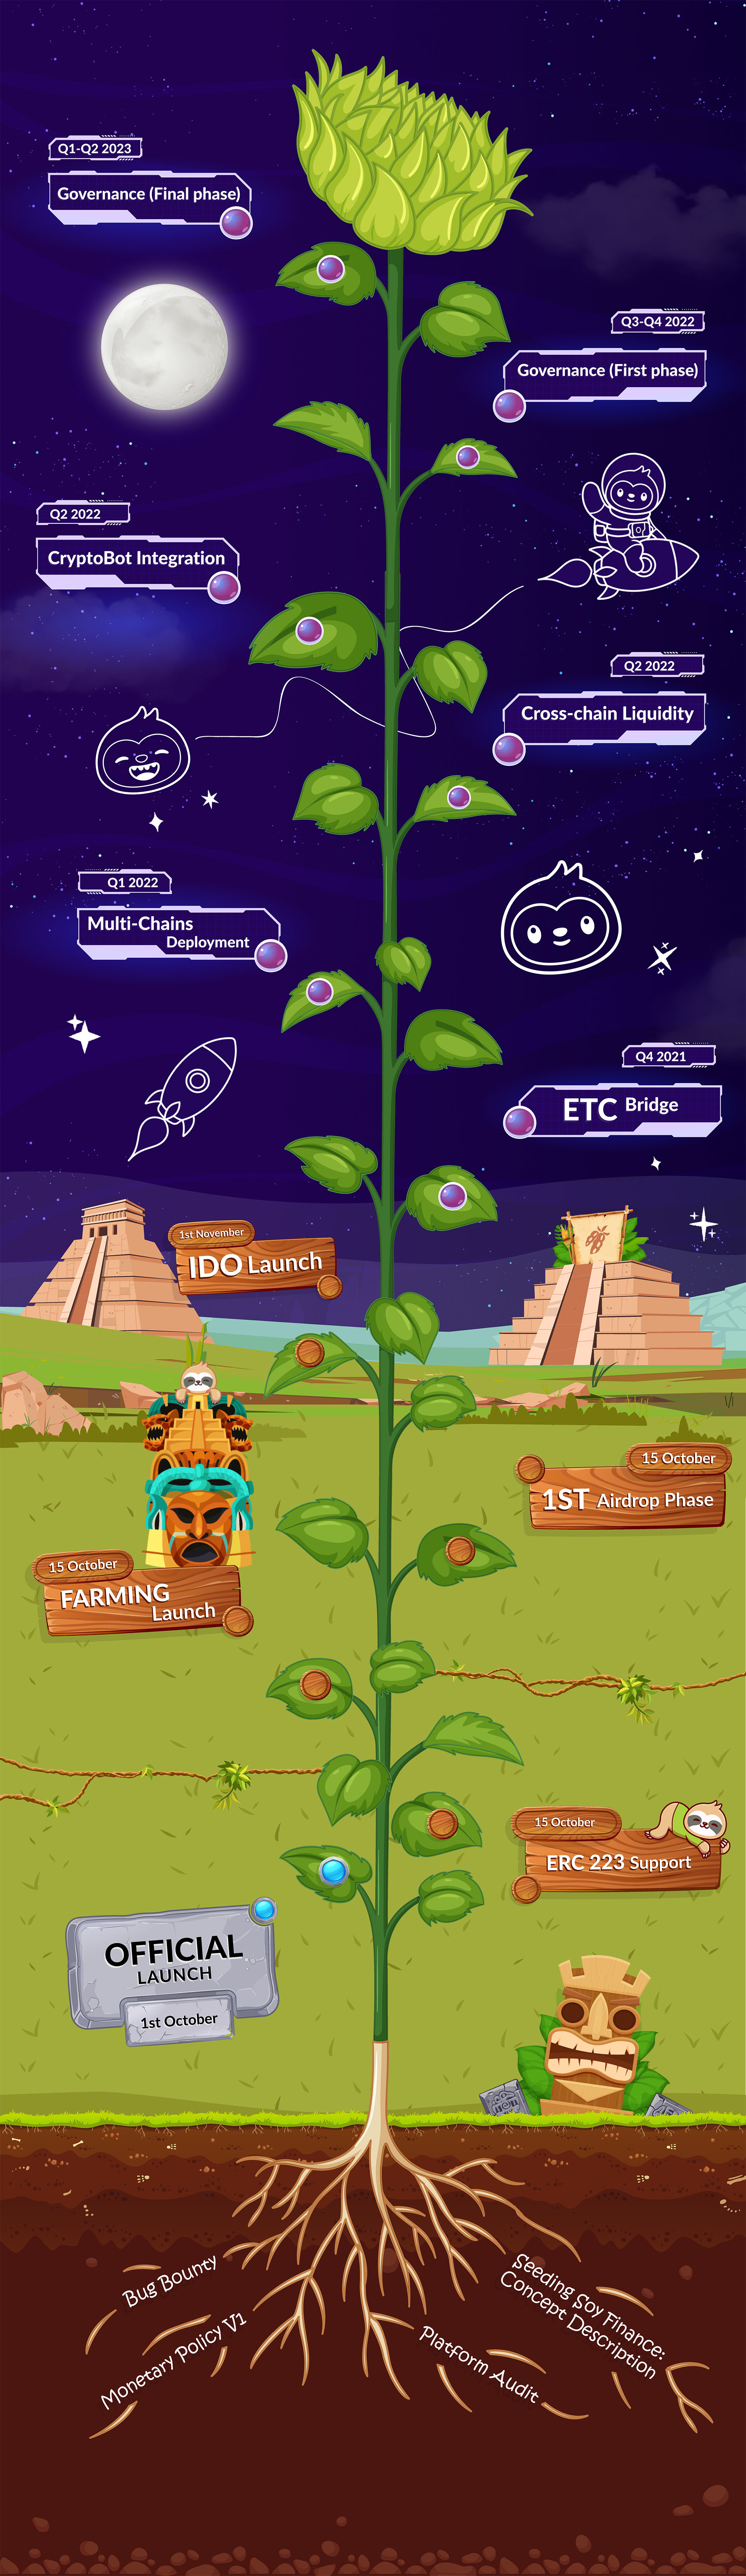 Q1-Q2 2023
Governance (Final phase)
Q3-Q4 2022
Governance (First phase)
Q2 2022
CryptoBot Integration
Q2 2022
Cross-chain Liquidity
Q1 2022
Multi-Chains
Deployment
Q4 2021
ETC Bridge
1st November
IDO Launch
15 October
1ST Airdrop Phase
15 October
FARMING
Launch
15 October
ERC 223 Support
OFFICIAL
LAUNCH
1st October
Bug Bounty
Monetary Policy V1
Seeding Soy Finance:
Concept Description
Platform Audit